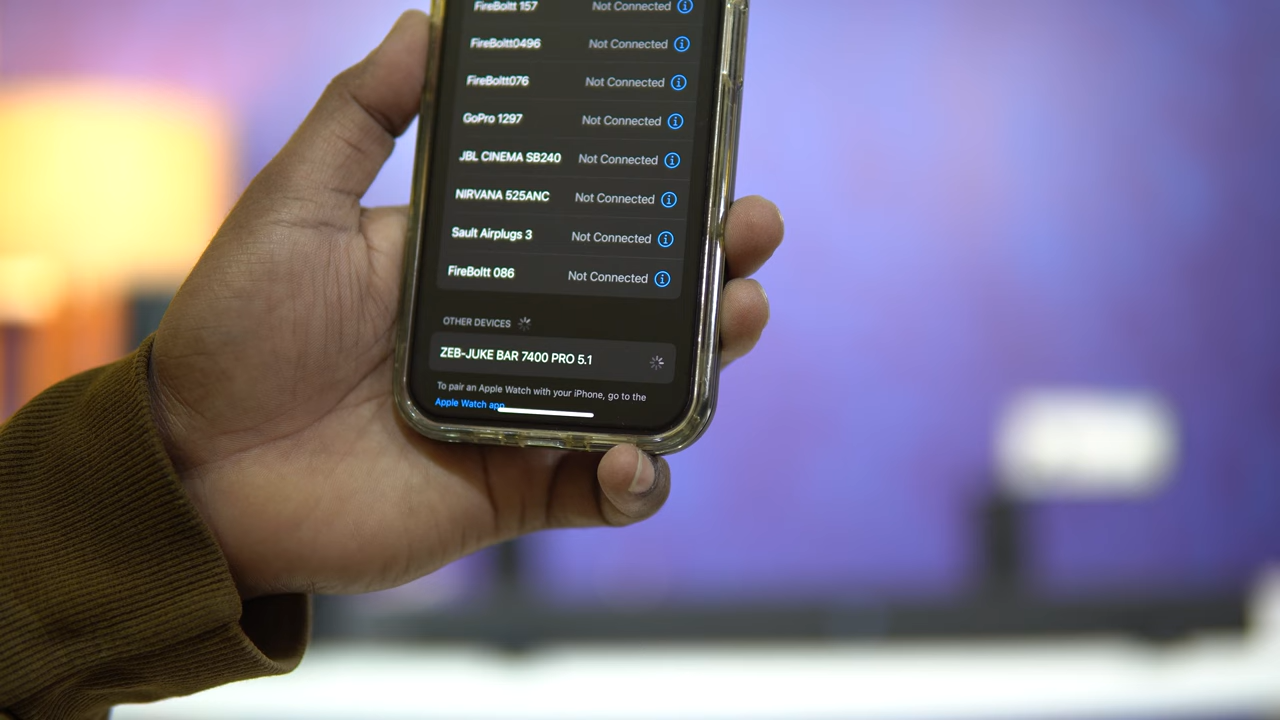 FireBoltt 157 Not Connected
FireBoltt0496 Not Connected
FireBoltt076 Not Connected
GoPro 1297 Not Connected
JBL CINEMA SB240 Not Connected
NIRVANA 525ANC Not Connected
Sault Airplugs 3 Not Connected
FireBoltt 086 Not Connected
OTHER DEVICES
ZEB-JUKE BAR 7400 PRO 5.1
To pair an Apple Watch with your iPhone, go to the
Apple Watch app